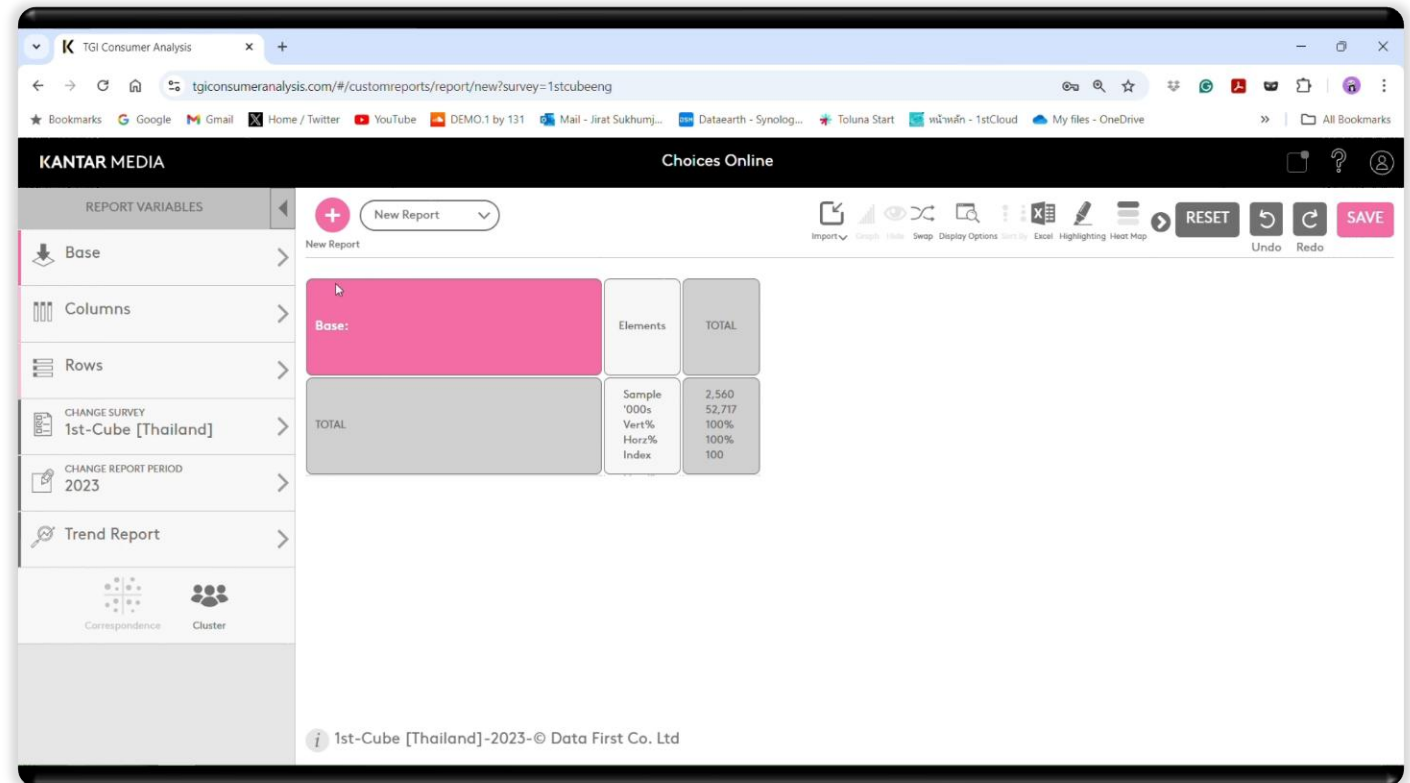 TGI Consumer Analysis
tgiconsumeranalysis.com/#/customreports/report/new?survey=1stcubeeng
Bookmarks Google Gmail Home / Twitter YouTube DEMO.1 by 131 Mail - Jirat Sukhumj... Dataearth - Synolog... Toluna Start หน้าหลัก - 1stCloud My files - OneDrive » All Bookmarks
KANTAR MEDIA Choices Online
REPORT VARIABLES
Base
Columns
Rows
CHANGE SURVEY
1st-Cube [Thailand]
CHANGE REPORT PERIOD
2023
Trend Report
Correspondence Cluster
New Report
New Report
Import Graph Hide Swap Display Options Sort By Excel Highlighting Heat Map RESET Undo Redo SAVE
Base: Elements TOTAL
TOTAL
Sample 2,560
'000s 52,717
Vert% 100%
Horz% 100%
Index 100
i 1st-Cube [Thailand]-2023-© Data First Co. Ltd